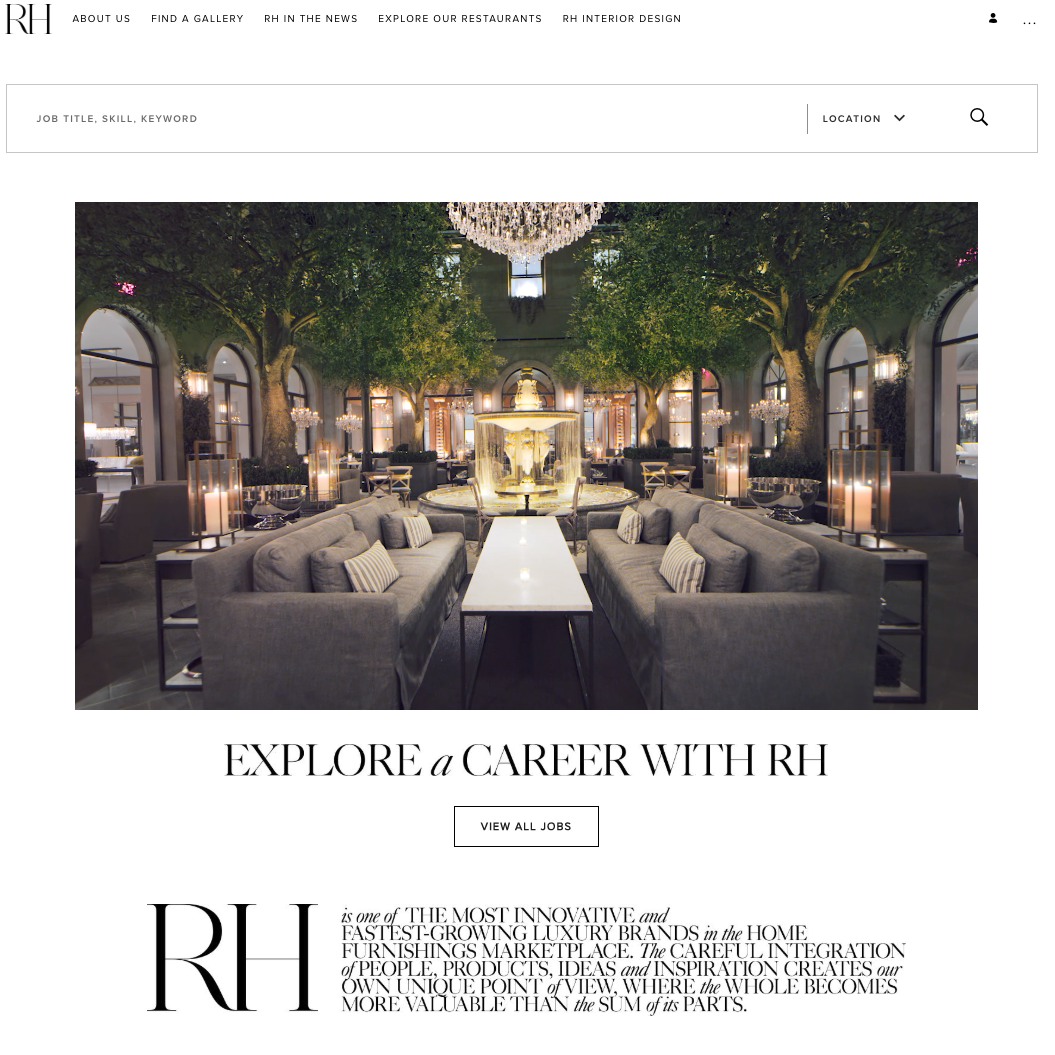 RH ABOUT US FIND A GALLERY RH IN THE NEWS EXPLORE OUR RESTAURANTS RH INTERIOR DESIGN ...
JOB TITLE, SKILL, KEYWORD LOCATION
EXPLORE a CAREER WITH RH
VIEW ALL JOBS
RH
is one of THE MOST INNOVATIVE and
FASTEST-GROWING LUXURY BRANDS in the HOME
FURNISHINGS MARKETPLACE. The CAREFUL INTEGRATION
of PEOPLE, PRODUCTS, IDEAS and INSPIRATION CREATES our
OWN UNIQUE POINT of VIEW, WHERE the WHOLE BECOMES
MORE VALUABLE THAN the SUM of its PARTS.